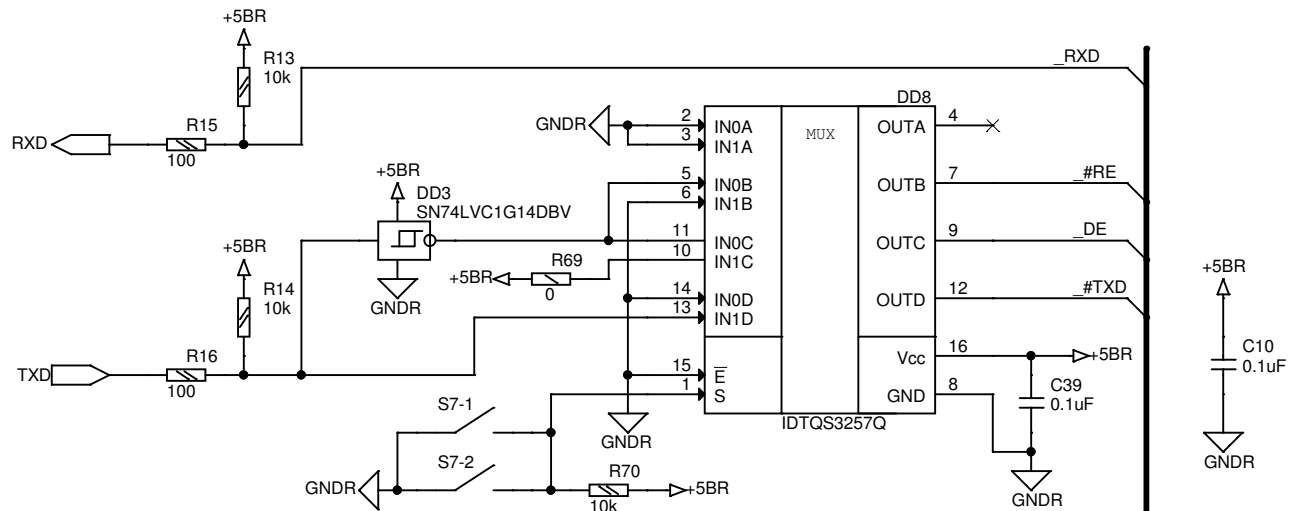 +5BR
R13
10k
_RXD
RXD
R15
100
GNDR
2
3
IN0A
IN1A
MUX
DD8
OUTA
4
+5BR
DD3
SN74LVC1G14DBV
5
6
IN0B
IN1B
OUTB
7
_#RE
11
10
IN0C
IN1C
OUTC
9
_DE
+5BR
R14
10k
GNDR
+5BR
R69
0
14
13
IN0D
IN1D
OUTD
12
_#TXD
+5BR
C10
0.1uF
GNDR
TXD
R16
100
15
1
E
S
Vcc
16
+5BR
GND
8
C39
0.1uF
GNDR
IDTQS3257Q
GNDR
S7-1
S7-2
GNDR
R70
10k
+5BR